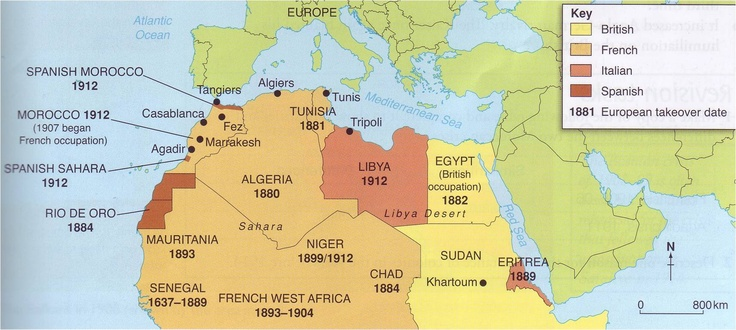 Atlantic
Ocean
EUROPE
Key
British
French
Italian
Spanish
1881 European takeover date
SPANISH MOROCCO
1912
Tangiers
Algiers
Tunis
Mediterranean Sea
MOROCCO 1912
(1907 began
French occupation)
Casablanca
Fez
Marrakesh
Agadir
TUNISIA
1881
Tripoli
SPANISH SAHARA
1912
ALGERIA
1880
LIBYA
1912
EGYPT
(British
occupation)
1882
RIO DE ORO
1884
Sahara
Libya Desert
Red Sea
MAURITANIA
1893
NIGER
1899/1912
SUDAN
ERITREA
1889
CHAD
1884
Khartoum
SENEGAL
1637–1889
FRENCH WEST AFRICA
1893–1904
N
0 800 km